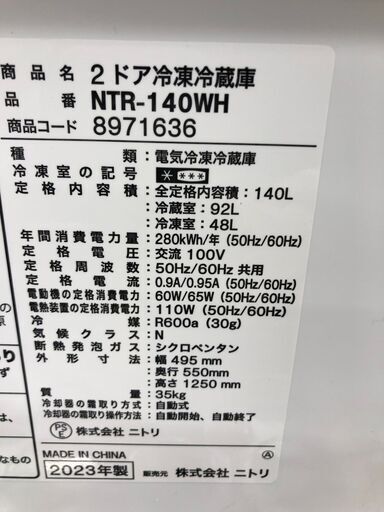 商品名 2ドア冷凍冷蔵庫
品番 NTR-140WH
商品コード 8971636
種類：電気冷凍冷蔵庫
冷凍室の記号：
定格内容積：全定格内容積：140L
冷蔵室：92L
冷凍室：48L
年間消費電力量：280kWh/年 (50Hz/60Hz)
定格電圧：交流 100V
定格周波数：50Hz/60Hz 共用
定格電流：0.9A/0.95A (50Hz/60Hz)
電動機の定格消費電力：60W/65W (50Hz/60Hz)
電熱装置の定格消費電力：110W (50Hz/60Hz)
冷媒：R600a (30g)
気候クラス：N
断熱発泡ガス：シクロペンタン
外形寸法：幅 495mm
奥行 550mm
高さ 1250mm
質量：35kg
冷却器の霜取り方式：自動式
冷却器の霜取り操作方法：自動開始、自動終了
PSE 株式会社 ニトリ
MADE IN CHINA Ⓐ
2023年製 販売元 株式会社 ニトリ